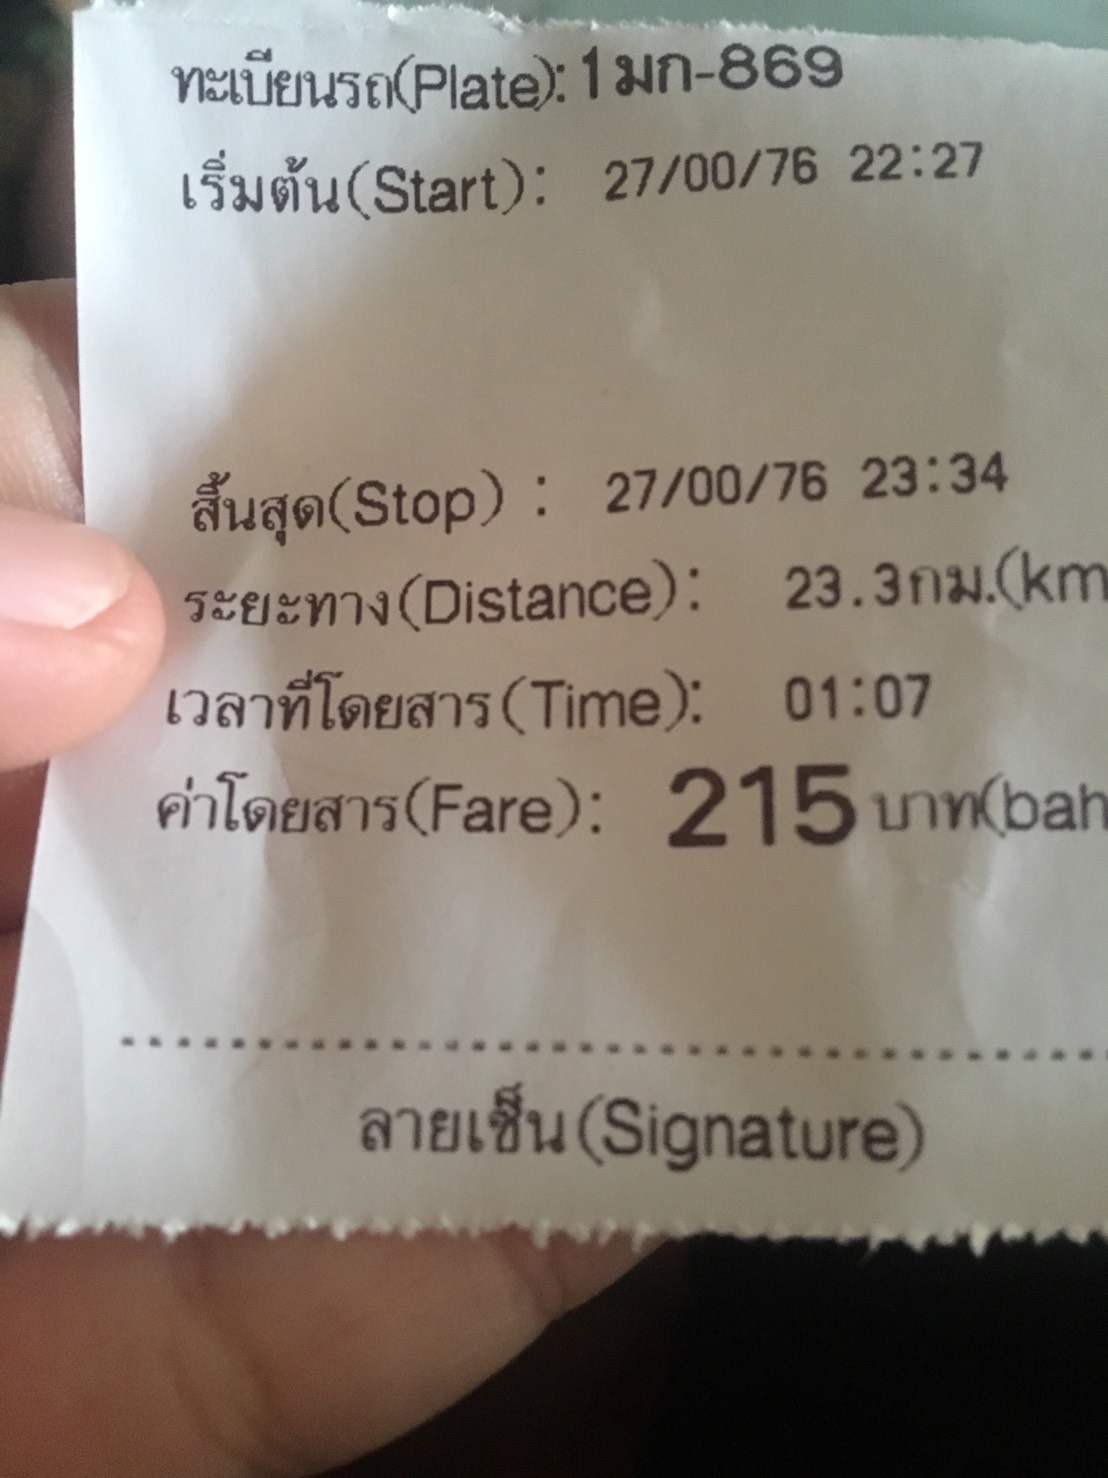 ทะเบียนรถ(Plate): 1มก-869
เริ่มต้น(Start): 27/00/76 22:27
สิ้นสุด(Stop) : 27/00/76 23:34
ระยะทาง(Distance): 23.3กม.(km
เวลาที่โดยสาร(Time): 01:07
ค่าโดยสาร(Fare): 215 บาท(bah
ลายเซ็น(Signature)